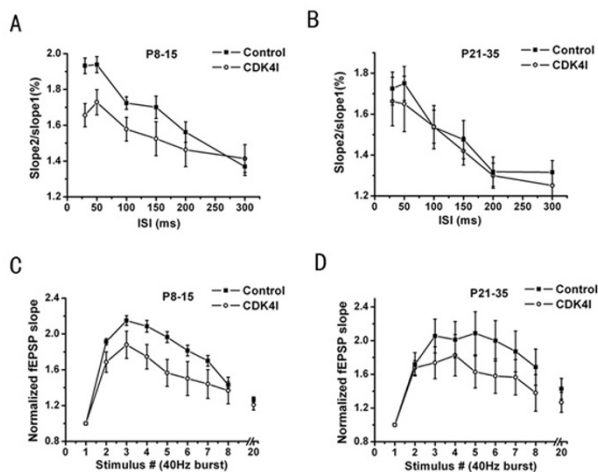 A
P8-15
Control
CDK4I
Slope2/slope1(%)
2.0
1.8
1.6
1.4
1.2
0 50 100 150 200 250 300
ISI (ms)
B
P21-35
Control
CDK4I
Slope2/slope1(%)
1.8
1.6
1.4
1.2
0 50 100 150 200 250 300
ISI (ms)
C
P8-15
Control
CDK4I
Normalized fEPSP slope
2.4
2.0
1.6
1.2
0.8
0 1 2 3 4 5 6 7 8 20
Stimulus # (40Hz burst)
D
P21-35
Control
CDK4I
Normalized fEPSP slope
2.4
2.0
1.6
1.2
0.8
0 1 2 3 4 5 6 7 8 20
Stimulus # (40Hz burst)